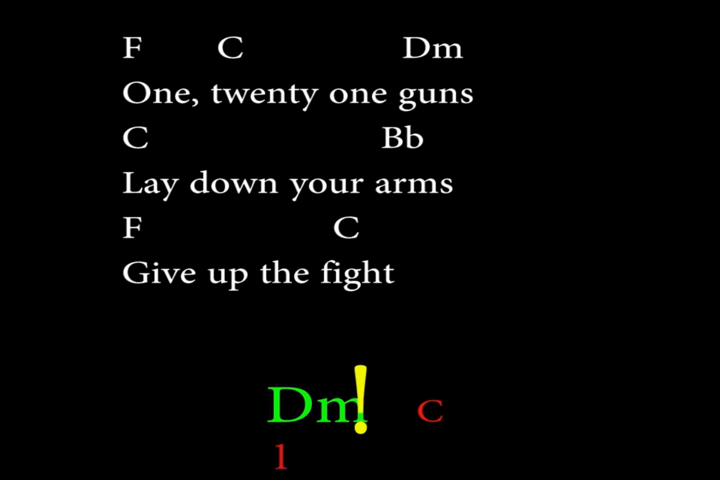 F C Dm
One, twenty one guns
C Bb
Lay down your arms
F C
Give up the fight
Dm! C
1